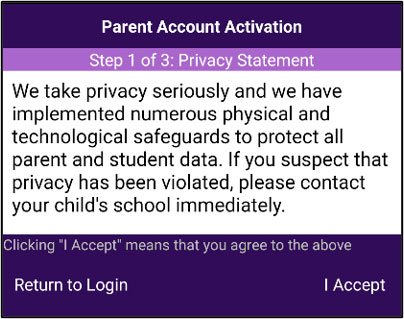 Parent Account Activation
Step 1 of 3: Privacy Statement
We take privacy seriously and we have
implemented numerous physical and
technological safeguards to protect all
parent and student data. If you suspect that
privacy has been violated, please contact
your child's school immediately.
Clicking "I Accept" means that you agree to the above
Return to Login I Accept